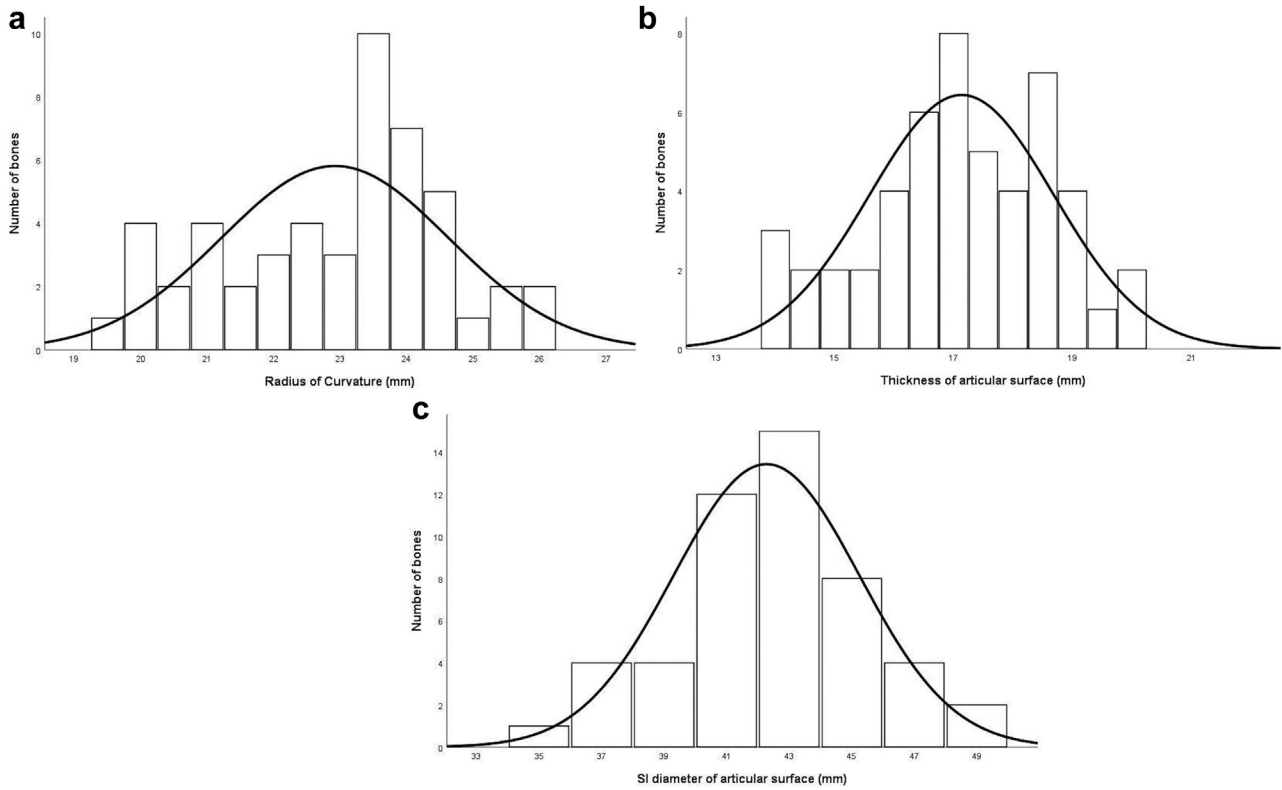 a
Number of bones
10
8
6
4
2
0
19 20 21 22 23 24 25 26 27
Radius of Curvature (mm)
b
Number of bones
8
6
4
2
0
13 15 17 19 21
Thickness of articular surface (mm)
c
Number of bones
14
12
10
8
6
4
2
0
33 35 37 39 41 43 45 47 49
SI diameter of articular surface (mm)